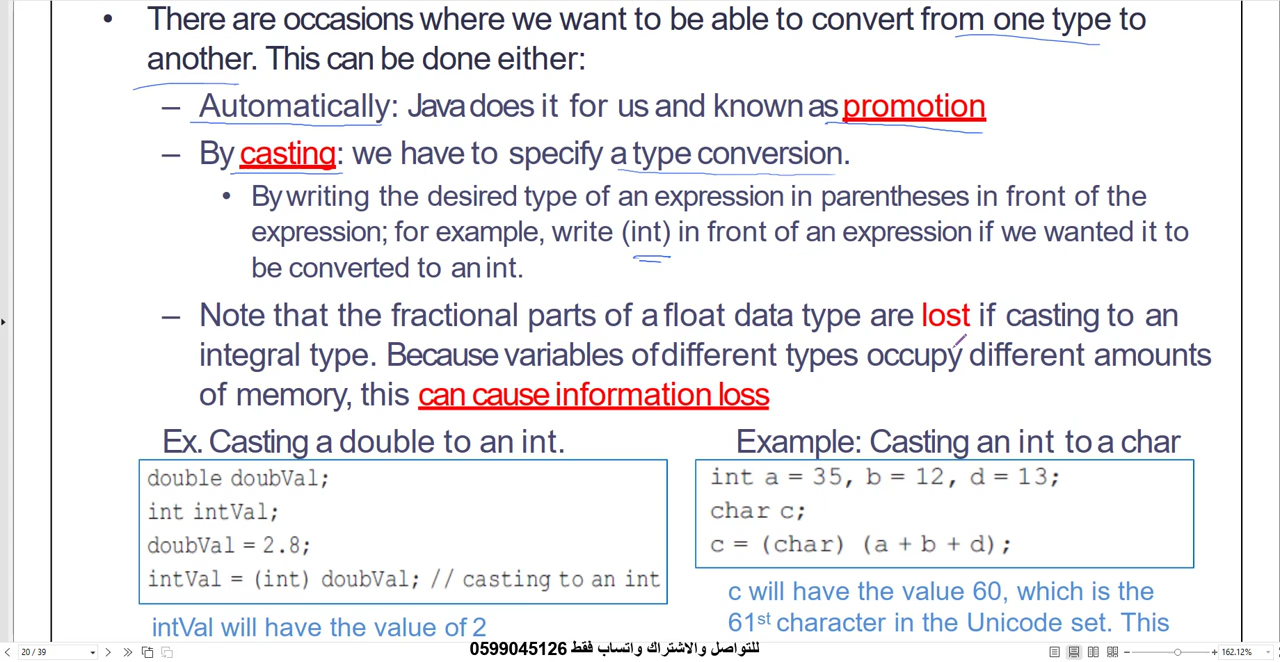 • There are occasions where we want to be able to convert from one type to
another. This can be done either:
– Automatically: Java does it for us and known as promotion
– By casting: we have to specify a type conversion.
• By writing the desired type of an expression in parentheses in front of the
expression; for example, write (int) in front of an expression if we wanted it to
be converted to an int.
– Note that the fractional parts of a float data type are lost if casting to an
integral type. Because variables of different types occupy different amounts
of memory, this can cause information loss
Ex. Casting a double to an int.
double doubVal;
int intVal;
doubVal = 2.8;
intVal = (int) doubVal; // casting to an int
intVal will have the value of 2
Example: Casting an int to a char
int a = 35, b = 12, d = 13;
char c;
c = (char) (a + b + d);
c will have the value 60, which is the
61st character in the Unicode set. This
للتواصل والاشتراك واتساب فقط 0599045126
20 / 39
162.12%